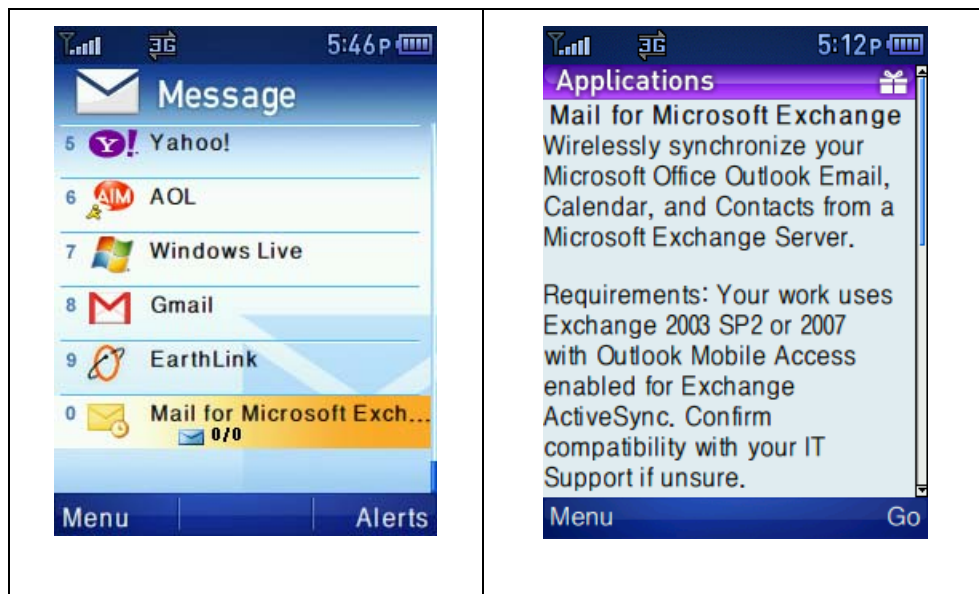 3G 5:46P
Message
5 Y! Yahoo!
6 AIM AOL
7 Windows Live
8 Gmail
9 EarthLink
0 Mail for Microsoft Exch...
0/0
Menu Alerts
3G 5:12P
Applications
Mail for Microsoft Exchange
Wirelessly synchronize your
Microsoft Office Outlook Email,
Calendar, and Contacts from a
Microsoft Exchange Server.
Requirements: Your work uses
Exchange 2003 SP2 or 2007
with Outlook Mobile Access
enabled for Exchange
ActiveSync. Confirm
compatibility with your IT
Support if unsure.
Menu Go